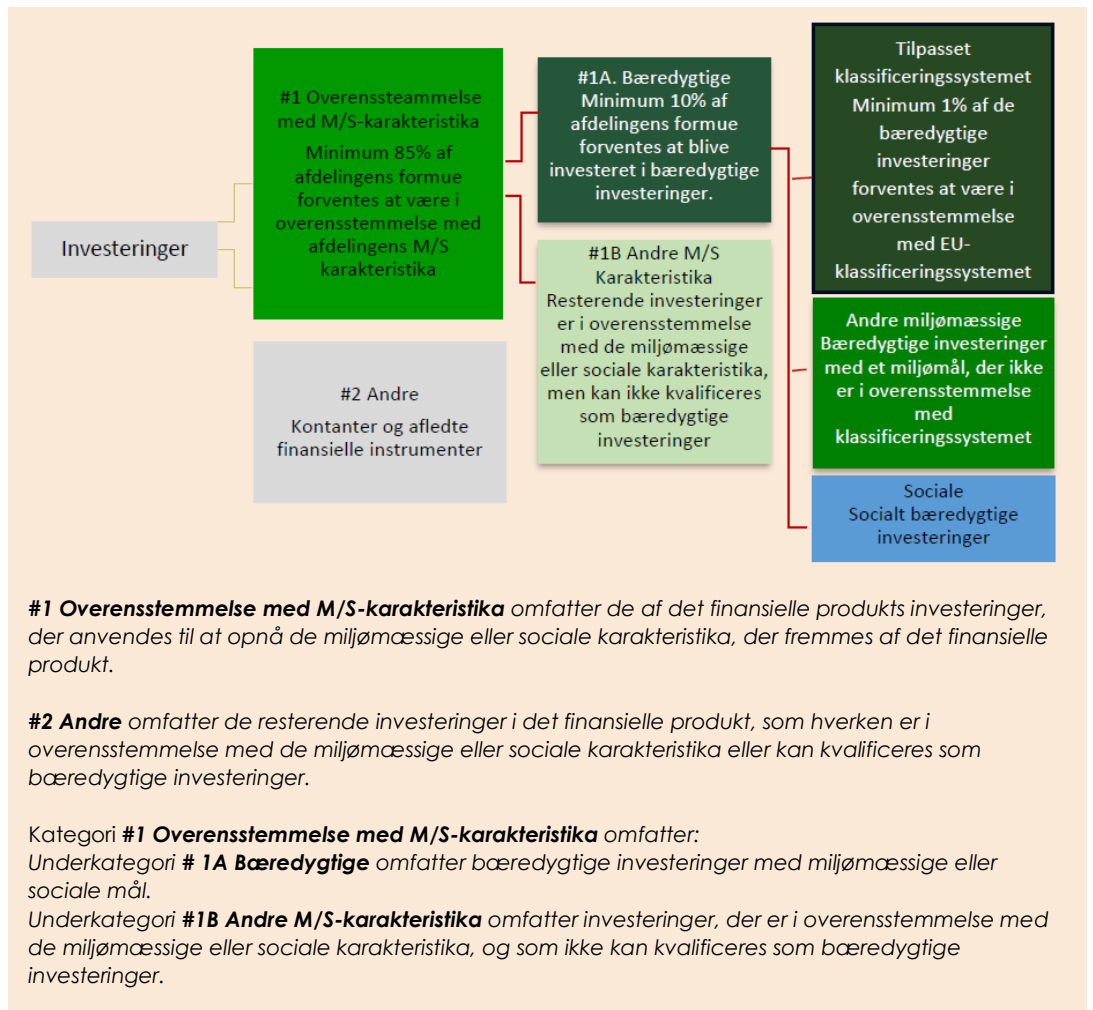 Investeringer
#1 Overenssteammelse
med M/S-karakteristika
Minimum 85% af
afdelingens formue
forventes at være i
overensstemmelse med
afdelingens M/S
karakteristika
#2 Andre
Kontanter og afledte
finansielle instrumenter
#1A. Bæredygtige
Minimum 10% af
afdelingens formue
forventes at blive
investeret i bæredygtige
investeringer.
#1B Andre M/S
Karakteristika
Resterende investeringer
er i overensstemmelse
med de miljømæssige
eller sociale karakteristika,
men kan ikke kvalificeres
som bæredygtige
investeringer
Tilpasset
klassificeringssystemet
Minimum 1% af de
bæredygtige
investeringer
forventes at være i
overensstemmelse
med EU-
klassificeringssystemet
Andre miljømæssige
Bæredygtige investeringer
med et miljømål, der ikke
er i overensstemmelse
med
klassificeringssystemet
Sociale
Socialt bæredygtige
investeringer
#1 Overensstemmelse med M/S-karakteristika omfatter de af det finansielle produkts investeringer,
der anvendes til at opnå de miljømæssige eller sociale karakteristika, der fremmes af det finansielle
produkt.
#2 Andre omfatter de resterende investeringer i det finansielle produkt, som hverken er i
overensstemmelse med de miljømæssige eller sociale karakteristika eller kan kvalificeres som
bæredygtige investeringer.
Kategori #1 Overensstemmelse med M/S-karakteristika omfatter:
Underkategori # 1A Bæredygtige omfatter bæredygtige investeringer med miljømæssige eller
sociale mål.
Underkategori #1B Andre M/S-karakteristika omfatter investeringer, der er i overensstemmelse med
de miljømæssige eller sociale karakteristika, og som ikke kan kvalificeres som bæredygtige
investeringer.